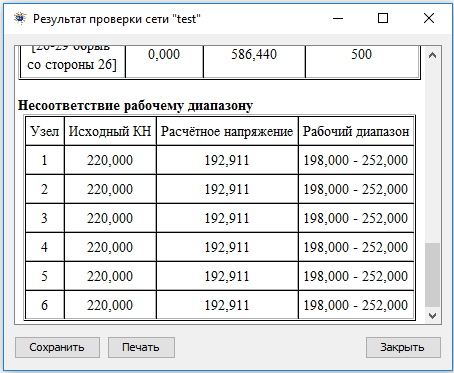 Результат проверки сети "test"
[26-29 обрыв
со стороны 26] 0,000 586,440 500
Несоответствие рабочему диапазону
Узел Исходный КН Расчётное напряжение Рабочий диапазон
1 220,000 192,911 198,000 - 252,000
2 220,000 192,911 198,000 - 252,000
3 220,000 192,911 198,000 - 252,000
4 220,000 192,911 198,000 - 252,000
5 220,000 192,911 198,000 - 252,000
6 220,000 192,911 198,000 - 252,000
Сохранить Печать Закрыть